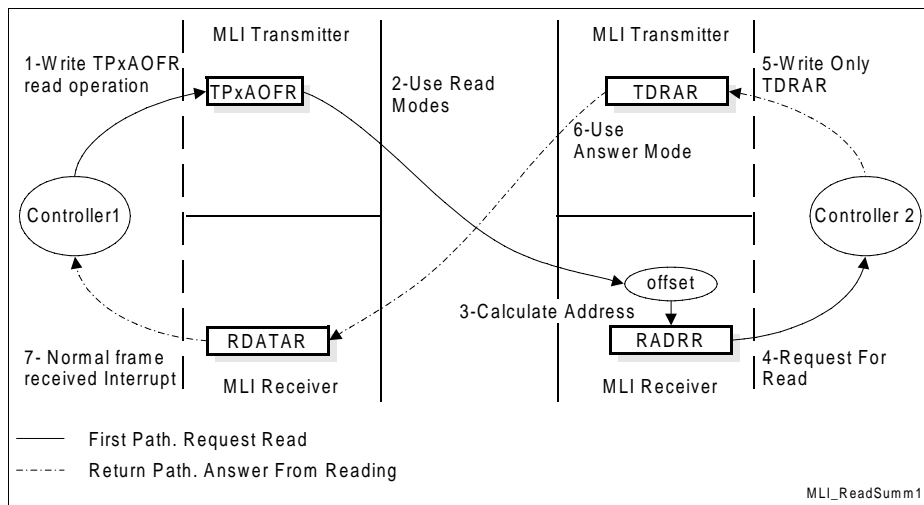 MLI Transmitter
MLI Transmitter
1-Write TPxAOFR
read operation
TPxAOFR
2-Use Read
Modes
TDRAR
5-Write Only
TDRAR
6-Use
Answer Mode
Controller1
Controller 2
offset
3-Calculate Address
RDATAR
RADRR
7- Normal frame
received Interrupt
MLI Receiver
MLI Receiver
4-Request For
Read
First Path. Request Read
Return Path. Answer From Reading
MLI_ReadSumm1